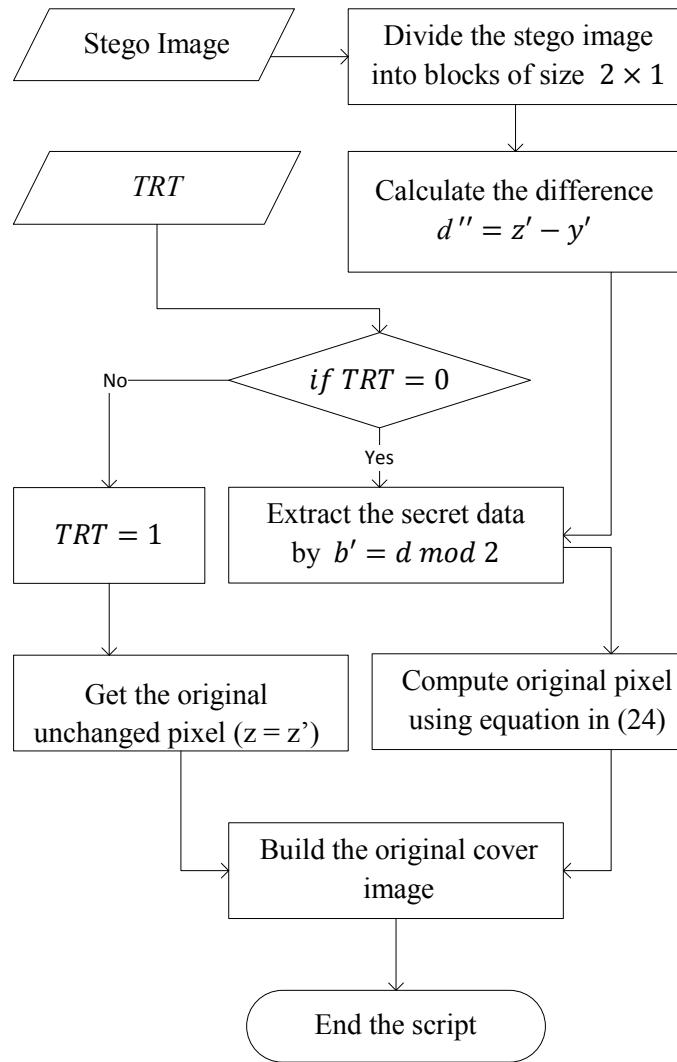 Stego Image
Divide the stego image
into blocks of size 2 × 1
TRT
Calculate the difference
d′′ = z′ − y′
if TRT = 0
No
Yes
TRT = 1
Extract the secret data
by b′ = d mod 2
Get the original
unchanged pixel (z = z’)
Compute original pixel
using equation in (24)
Build the original cover
image
End the script